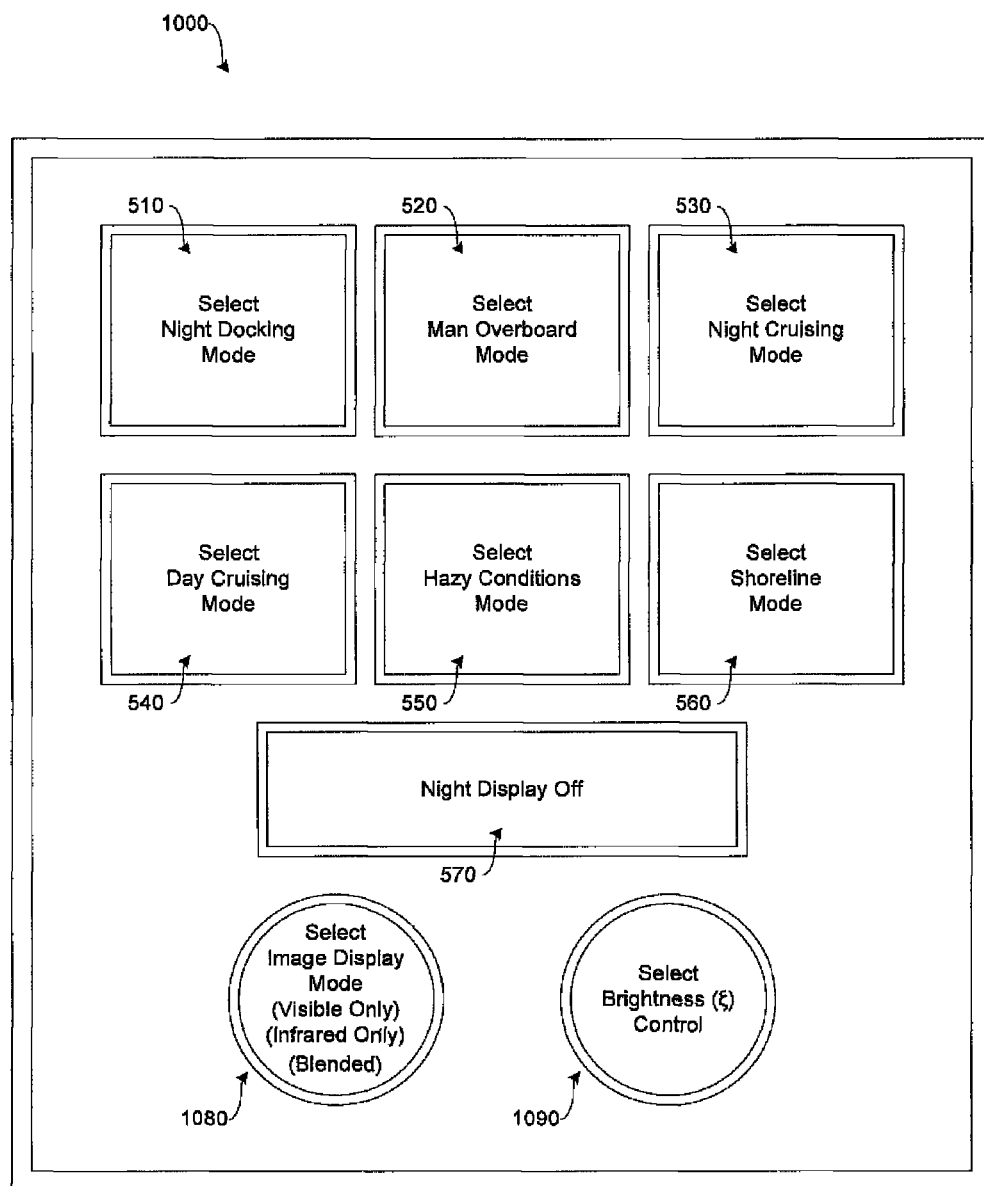 1000
510
520
530
Select
Night Docking
Mode
Select
Man Overboard
Mode
Select
Night Cruising
Mode
Select
Day Cruising
Mode
Select
Hazy Conditions
Mode
Select
Shoreline
Mode
540
550
560
Night Display Off
570
Select
Image Display
Mode
(Visible Only)
(Infrared Only)
(Blended)
Select
Brightness (ξ)
Control
1080
1090